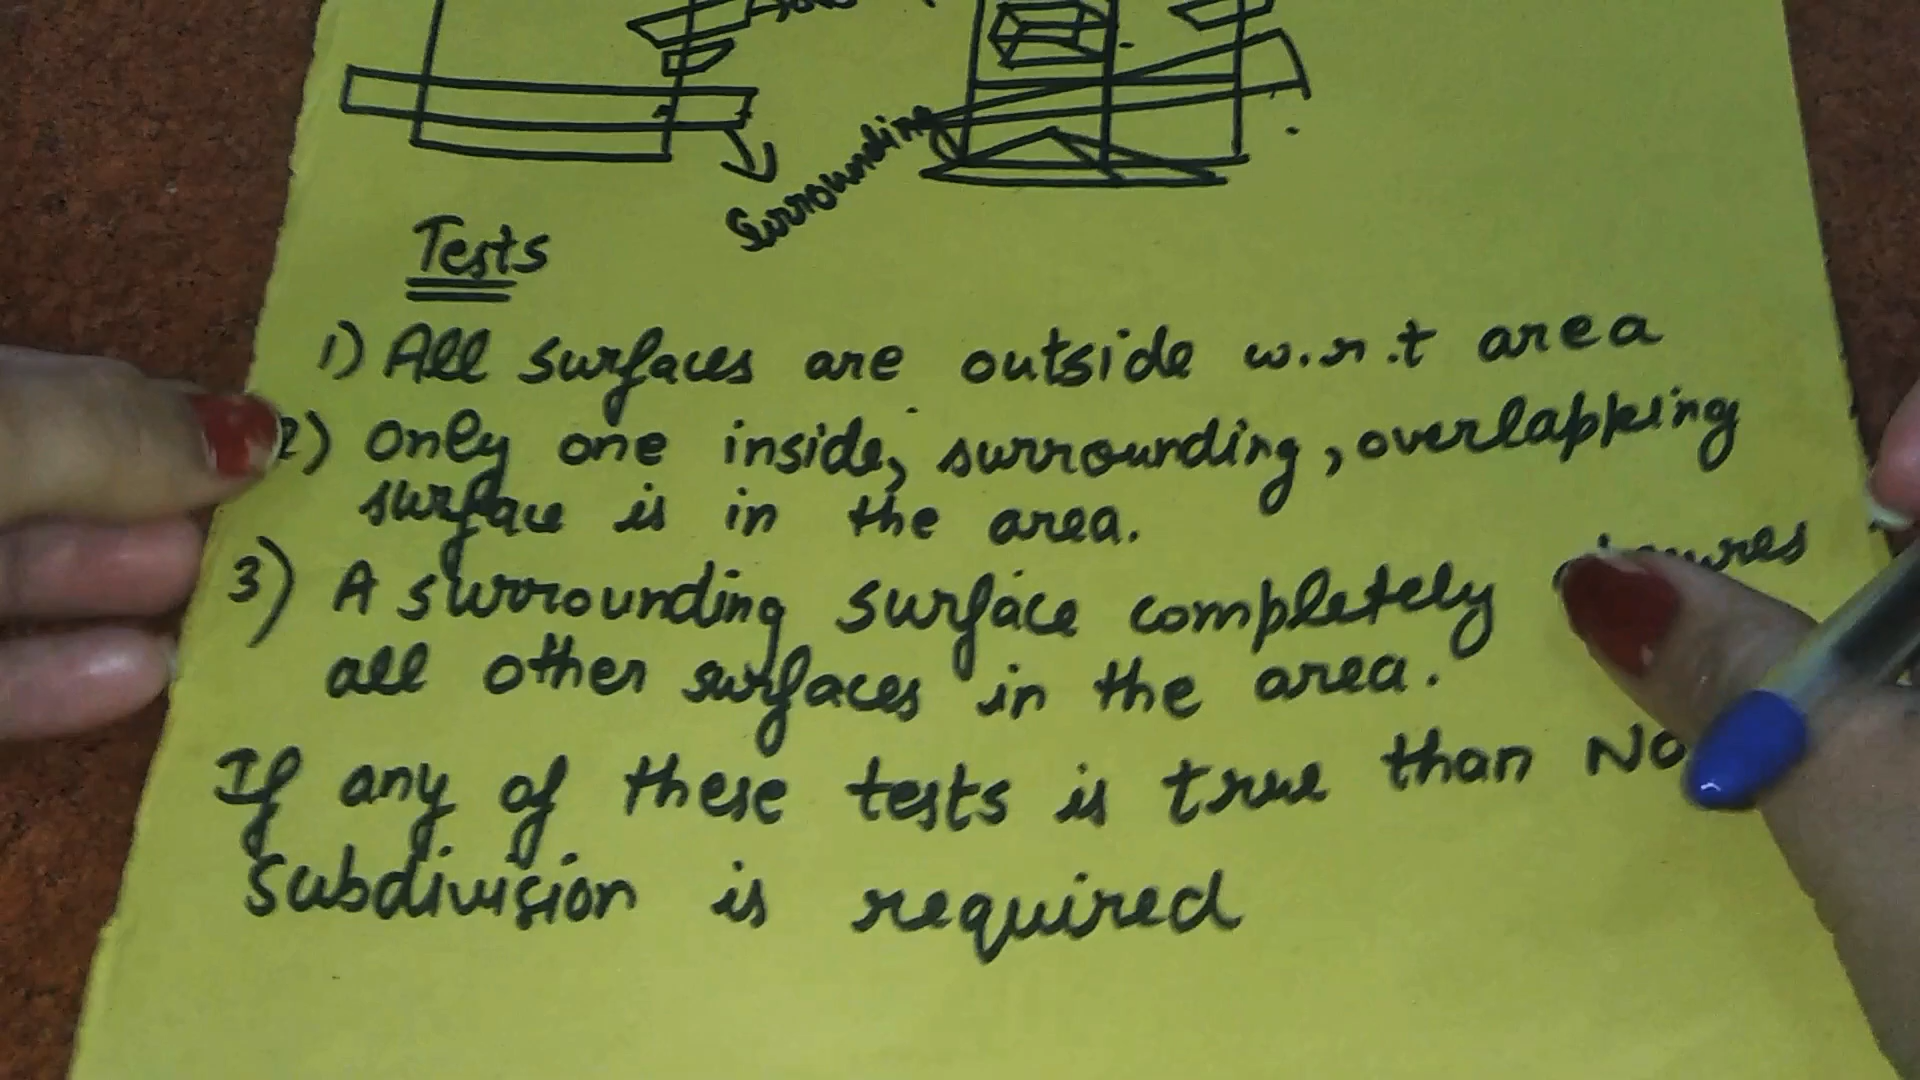 Surrounding
Tests
1) All surfaces are outside w.r.t area
2) Only one inside, surrounding, overlapping
surface is in the area.
3) A surrounding surface completely
all other surfaces in the area.
If any of these tests is true than No
subdivision is required